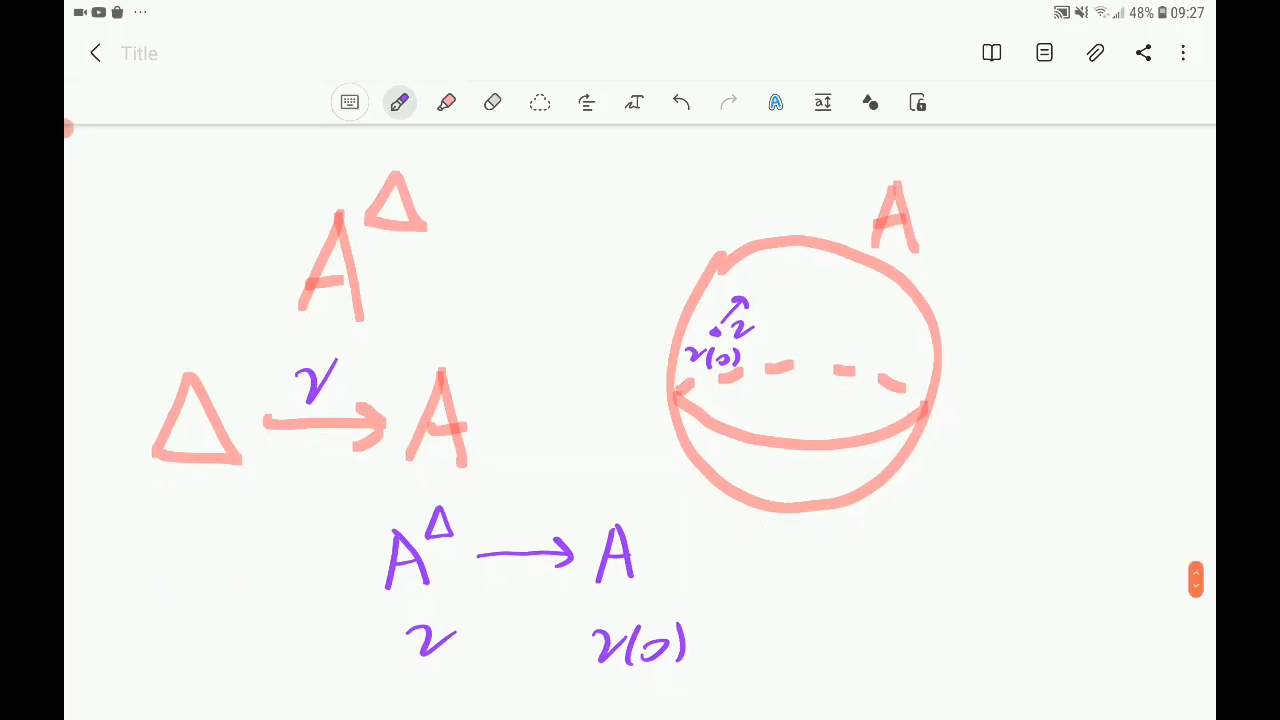 48% 09:27
Title
A^Δ
A
v
v(0)
v
Δ → A
A^Δ → A
v v(0)